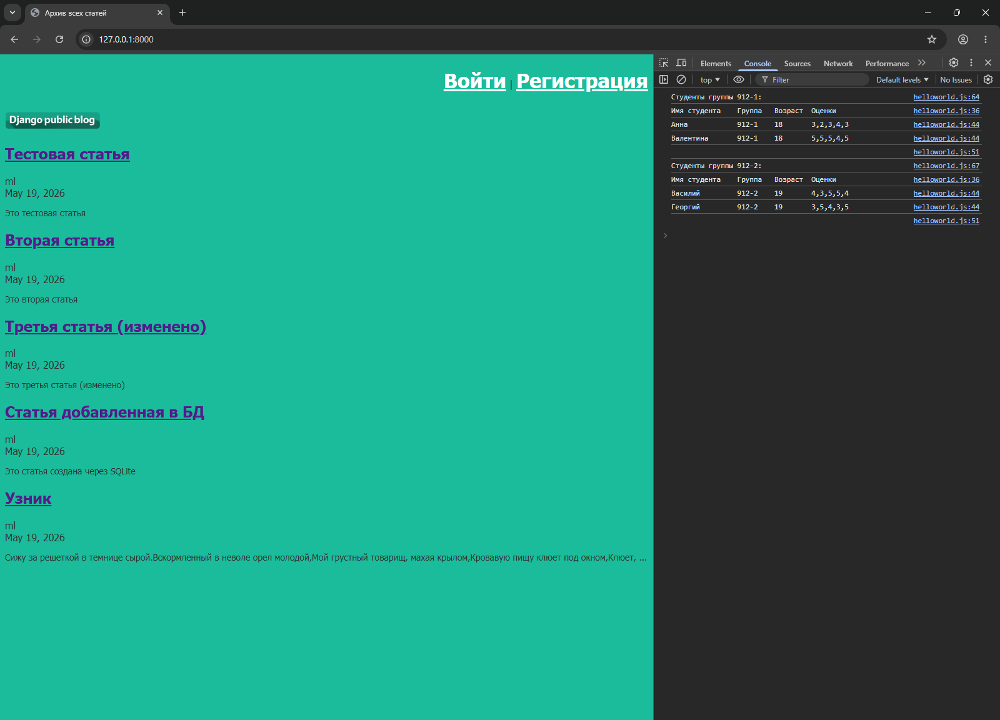 Архив всех статей
127.0.0.1:8000
Войти | Регистрация
Django public blog
Тестовая статья
ml
May 19, 2026
Это тестовая статья
Вторая статья
ml
May 19, 2026
Это вторая статья
Третья статья (изменено)
ml
May 19, 2026
Это третья статья (изменено)
Статья добавленная в БД
ml
May 19, 2026
Это статья создана через SQLite
Узник
ml
May 19, 2026
Сижу за решеткой в темнице сырой.Вскормленный в неволе орел молодой,Мой грустный товарищ, махая крылом,Кровавую пищу клюет под окном,Клюет, ...
Elements Console Sources Network Performance
top Filter Default levels No Issues
Студенты группы 912-1: helloworld.js:64
Имя студента Группа Возраст Оценки helloworld.js:36
Анна 912-1 18 3,2,3,4,3 helloworld.js:44
Валентина 912-1 18 5,5,5,4,5 helloworld.js:44
helloworld.js:51
Студенты группы 912-2: helloworld.js:67
Имя студента Группа Возраст Оценки helloworld.js:36
Василий 912-2 19 4,3,5,5,4 helloworld.js:44
Георгий 912-2 19 3,5,4,3,5 helloworld.js:44
helloworld.js:51